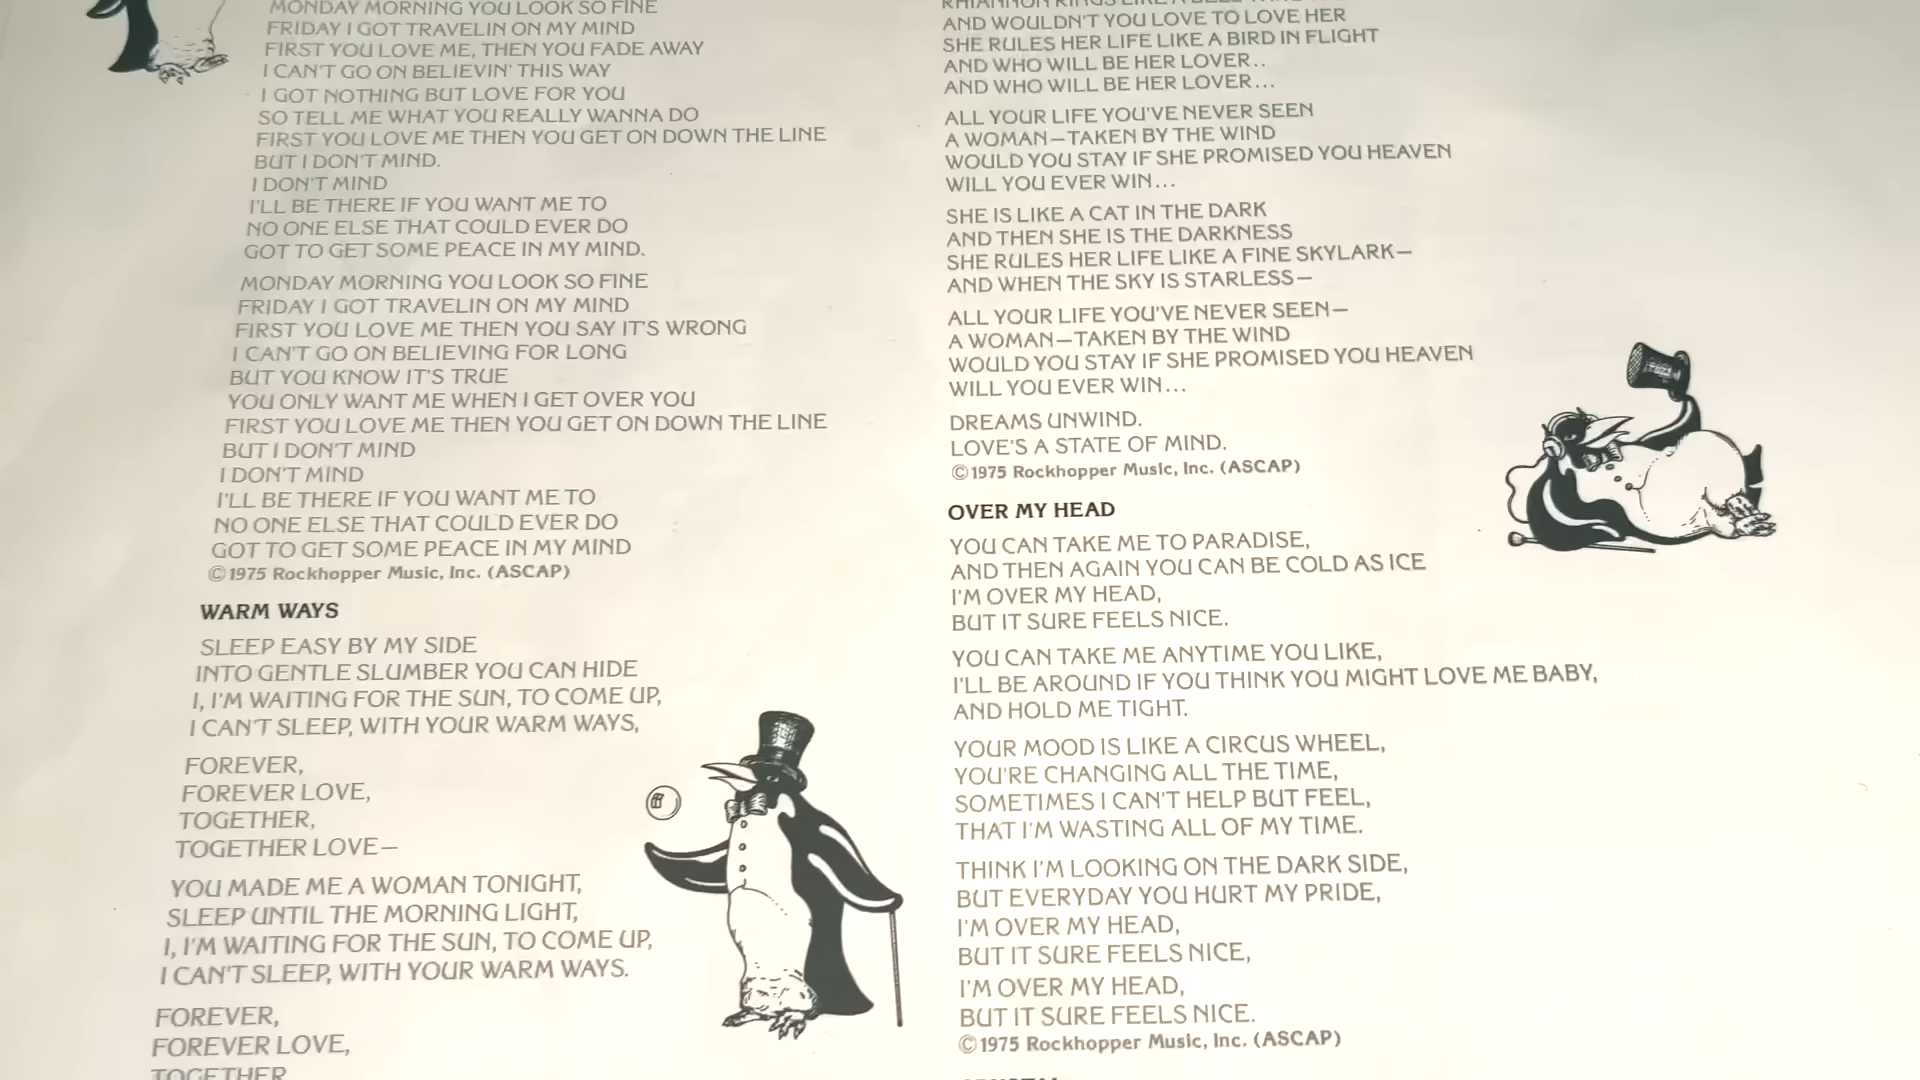 MONDAY MORNING YOU LOOK SO FINE
FRIDAY I GOT TRAVELIN ON MY MIND
FIRST YOU LOVE ME, THEN YOU FADE AWAY
I CAN'T GO ON BELIEVIN' THIS WAY
I GOT NOTHING BUT LOVE FOR YOU
SO TELL ME WHAT YOU REALLY WANNA DO
FIRST YOU LOVE ME THEN YOU GET ON DOWN THE LINE
BUT I DON'T MIND.
I DON'T MIND
I'LL BE THERE IF YOU WANT ME TO
NO ONE ELSE THAT COULD EVER DO
GOT TO GET SOME PEACE IN MY MIND.
MONDAY MORNING YOU LOOK SO FINE
FRIDAY I GOT TRAVELIN ON MY MIND
FIRST YOU LOVE ME THEN YOU SAY IT'S WRONG
I CAN'T GO ON BELIEVING FOR LONG
BUT YOU KNOW IT'S TRUE
YOU ONLY WANT ME WHEN I GET OVER YOU
FIRST YOU LOVE ME THEN YOU GET ON DOWN THE LINE
BUT I DON'T MIND
I DON'T MIND
I'LL BE THERE IF YOU WANT ME TO
NO ONE ELSE THAT COULD EVER DO
GOT TO GET SOME PEACE IN MY MIND
©1975 Rockhopper Music, Inc. (ASCAP)
WARM WAYS
SLEEP EASY BY MY SIDE
INTO GENTLE SLUMBER YOU CAN HIDE
I, I'M WAITING FOR THE SUN, TO COME UP,
I CAN'T SLEEP, WITH YOUR WARM WAYS,
FOREVER,
FOREVER LOVE,
TOGETHER,
TOGETHER LOVE—
YOU MADE ME A WOMAN TONIGHT,
SLEEP UNTIL THE MORNING LIGHT,
I, I'M WAITING FOR THE SUN, TO COME UP,
I CAN'T SLEEP, WITH YOUR WARM WAYS.
FOREVER,
FOREVER LOVE,
TOGETHER
RHIANNON RINGS LIKE A BELL
AND WOULDN'T YOU LOVE TO LOVE HER
SHE RULES HER LIFE LIKE A BIRD IN FLIGHT
AND WHO WILL BE HER LOVER..
AND WHO WILL BE HER LOVER...
ALL YOUR LIFE YOU'VE NEVER SEEN
A WOMAN—TAKEN BY THE WIND
WOULD YOU STAY IF SHE PROMISED YOU HEAVEN
WILL YOU EVER WIN...
SHE IS LIKE A CAT IN THE DARK
AND THEN SHE IS THE DARKNESS
SHE RULES HER LIFE LIKE A FINE SKYLARK—
AND WHEN THE SKY IS STARLESS—
ALL YOUR LIFE YOU'VE NEVER SEEN—
A WOMAN—TAKEN BY THE WIND
WOULD YOU STAY IF SHE PROMISED YOU HEAVEN
WILL YOU EVER WIN...
DREAMS UNWIND.
LOVE'S A STATE OF MIND.
©1975 Rockhopper Music, Inc. (ASCAP)
OVER MY HEAD
YOU CAN TAKE ME TO PARADISE,
AND THEN AGAIN YOU CAN BE COLD AS ICE
I'M OVER MY HEAD,
BUT IT SURE FEELS NICE.
YOU CAN TAKE ME ANYTIME YOU LIKE,
I'LL BE AROUND IF YOU THINK YOU MIGHT LOVE ME BABY,
AND HOLD ME TIGHT.
YOUR MOOD IS LIKE A CIRCUS WHEEL,
YOU'RE CHANGING ALL THE TIME,
SOMETIMES I CAN'T HELP BUT FEEL,
THAT I'M WASTING ALL OF MY TIME.
THINK I'M LOOKING ON THE DARK SIDE,
BUT EVERYDAY YOU HURT MY PRIDE,
I'M OVER MY HEAD,
BUT IT SURE FEELS NICE,
I'M OVER MY HEAD,
BUT IT SURE FEELS NICE.
©1975 Rockhopper Music, Inc. (ASCAP)